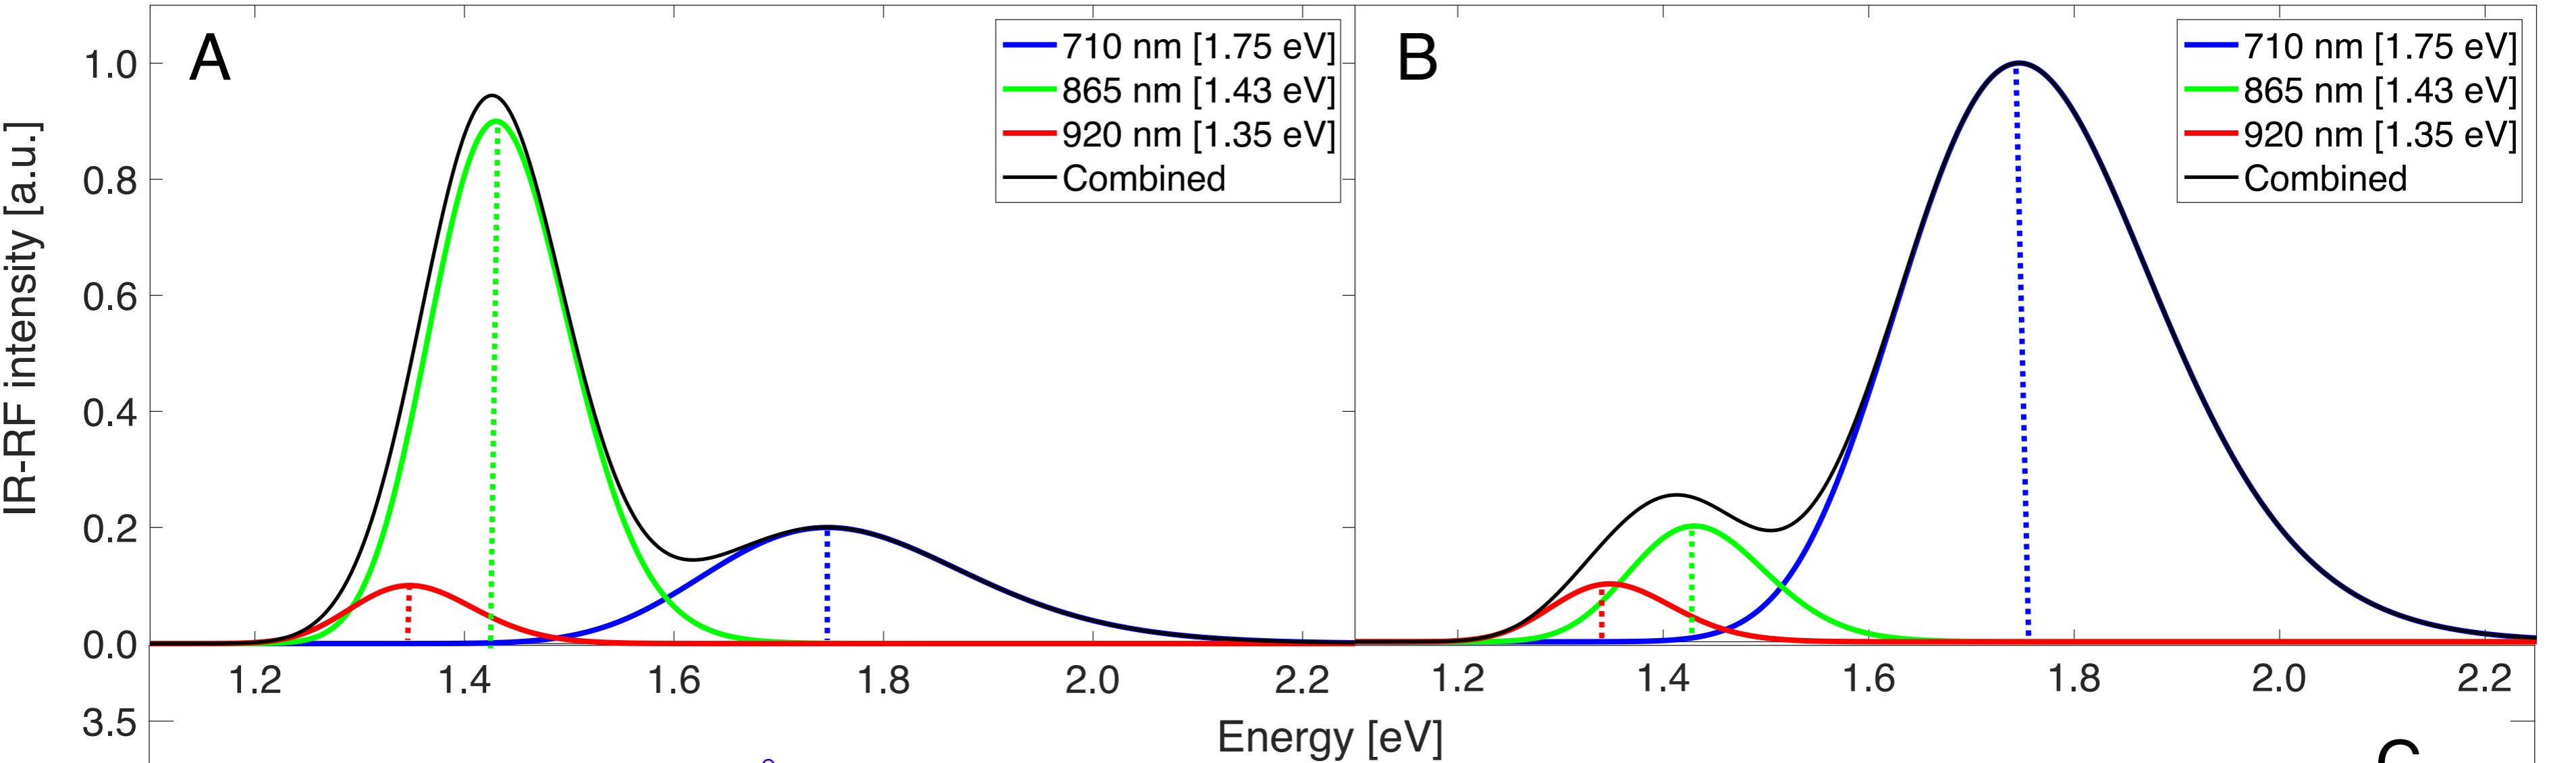 A
710 nm [1.75 eV]
865 nm [1.43 eV]
920 nm [1.35 eV]
Combined
B
710 nm [1.75 eV]
865 nm [1.43 eV]
920 nm [1.35 eV]
Combined
IR-RF intensity [a.u.]
1.0
0.8
0.6
0.4
0.2
0.0
1.2 1.4 1.6 1.8 2.0 2.2
1.2 1.4 1.6 1.8 2.0 2.2
3.5
Energy [eV]
C